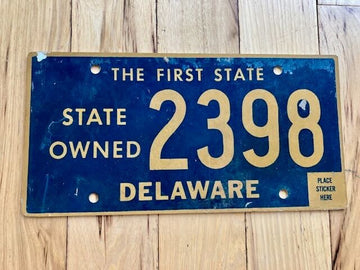 THE FIRST STATE
STATE
OWNED
2398
DELAWARE
PLACE
STICKER
HERE